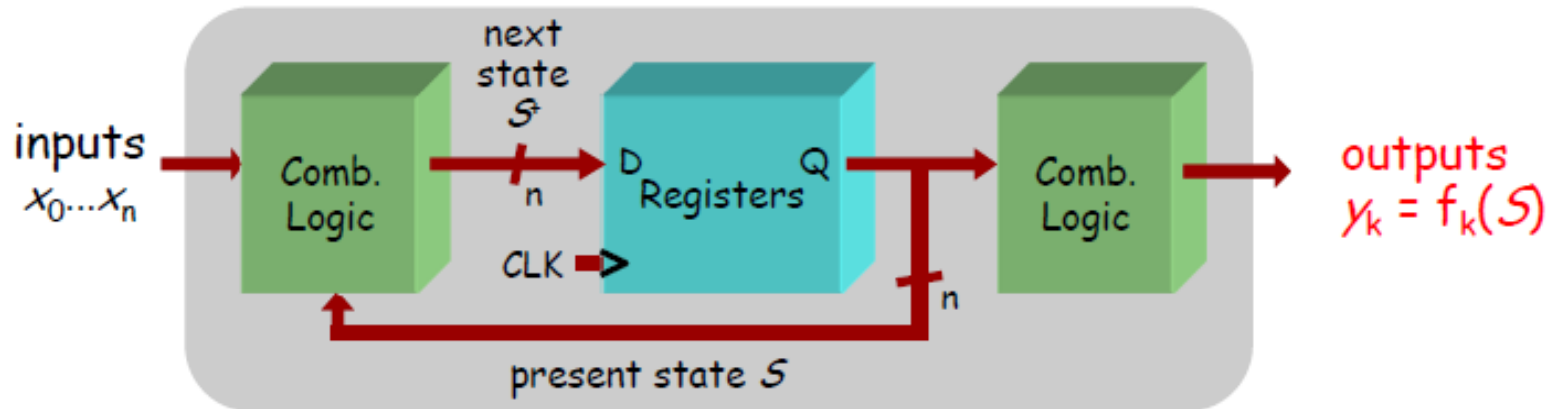 inputs
x₀...xₙ
Comb.
Logic
next
state
S⁺
n
D
Q
Registers
CLK
n
Comb.
Logic
outputs
yₖ = fₖ(S)
present state S